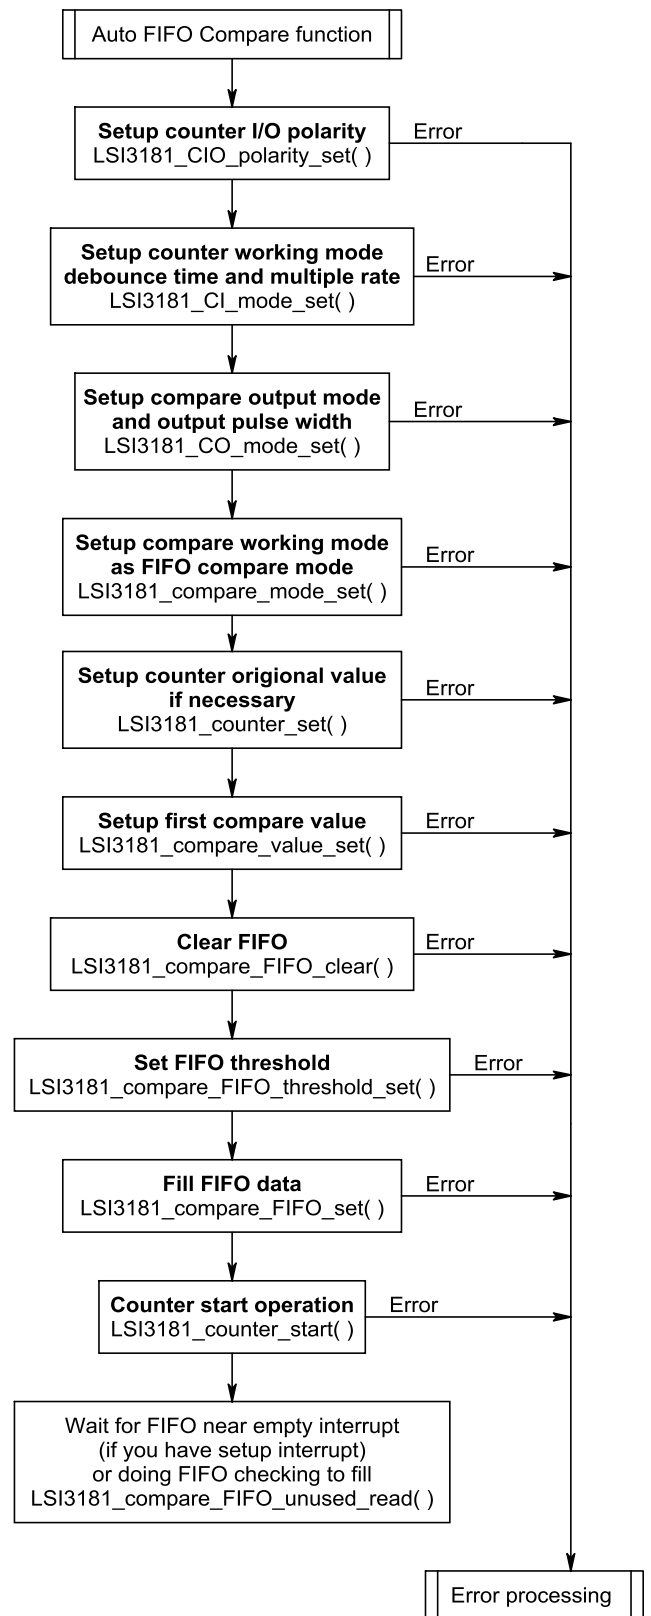 Auto FIFO Compare function
Setup counter I/O polarity
LSI3181_CIO_polarity_set( )
Error
Setup counter working mode
debounce time and multiple rate
LSI3181_CI_mode_set( )
Error
Setup compare output mode
and output pulse width
LSI3181_CO_mode_set( )
Error
Setup compare working mode
as FIFO compare mode
LSI3181_compare_mode_set( )
Error
Setup counter origional value
if necessary
LSI3181_counter_set( )
Error
Setup first compare value
LSI3181_compare_value_set( )
Error
Clear FIFO
LSI3181_compare_FIFO_clear( )
Error
Set FIFO threshold
LSI3181_compare_FIFO_threshold_set( )
Error
Fill FIFO data
LSI3181_compare_FIFO_set( )
Error
Counter start operation
LSI3181_counter_start( )
Error
Wait for FIFO near empty interrupt
(if you have setup interrupt)
or doing FIFO checking to fill
LSI3181_compare_FIFO_unused_read( )
Error processing